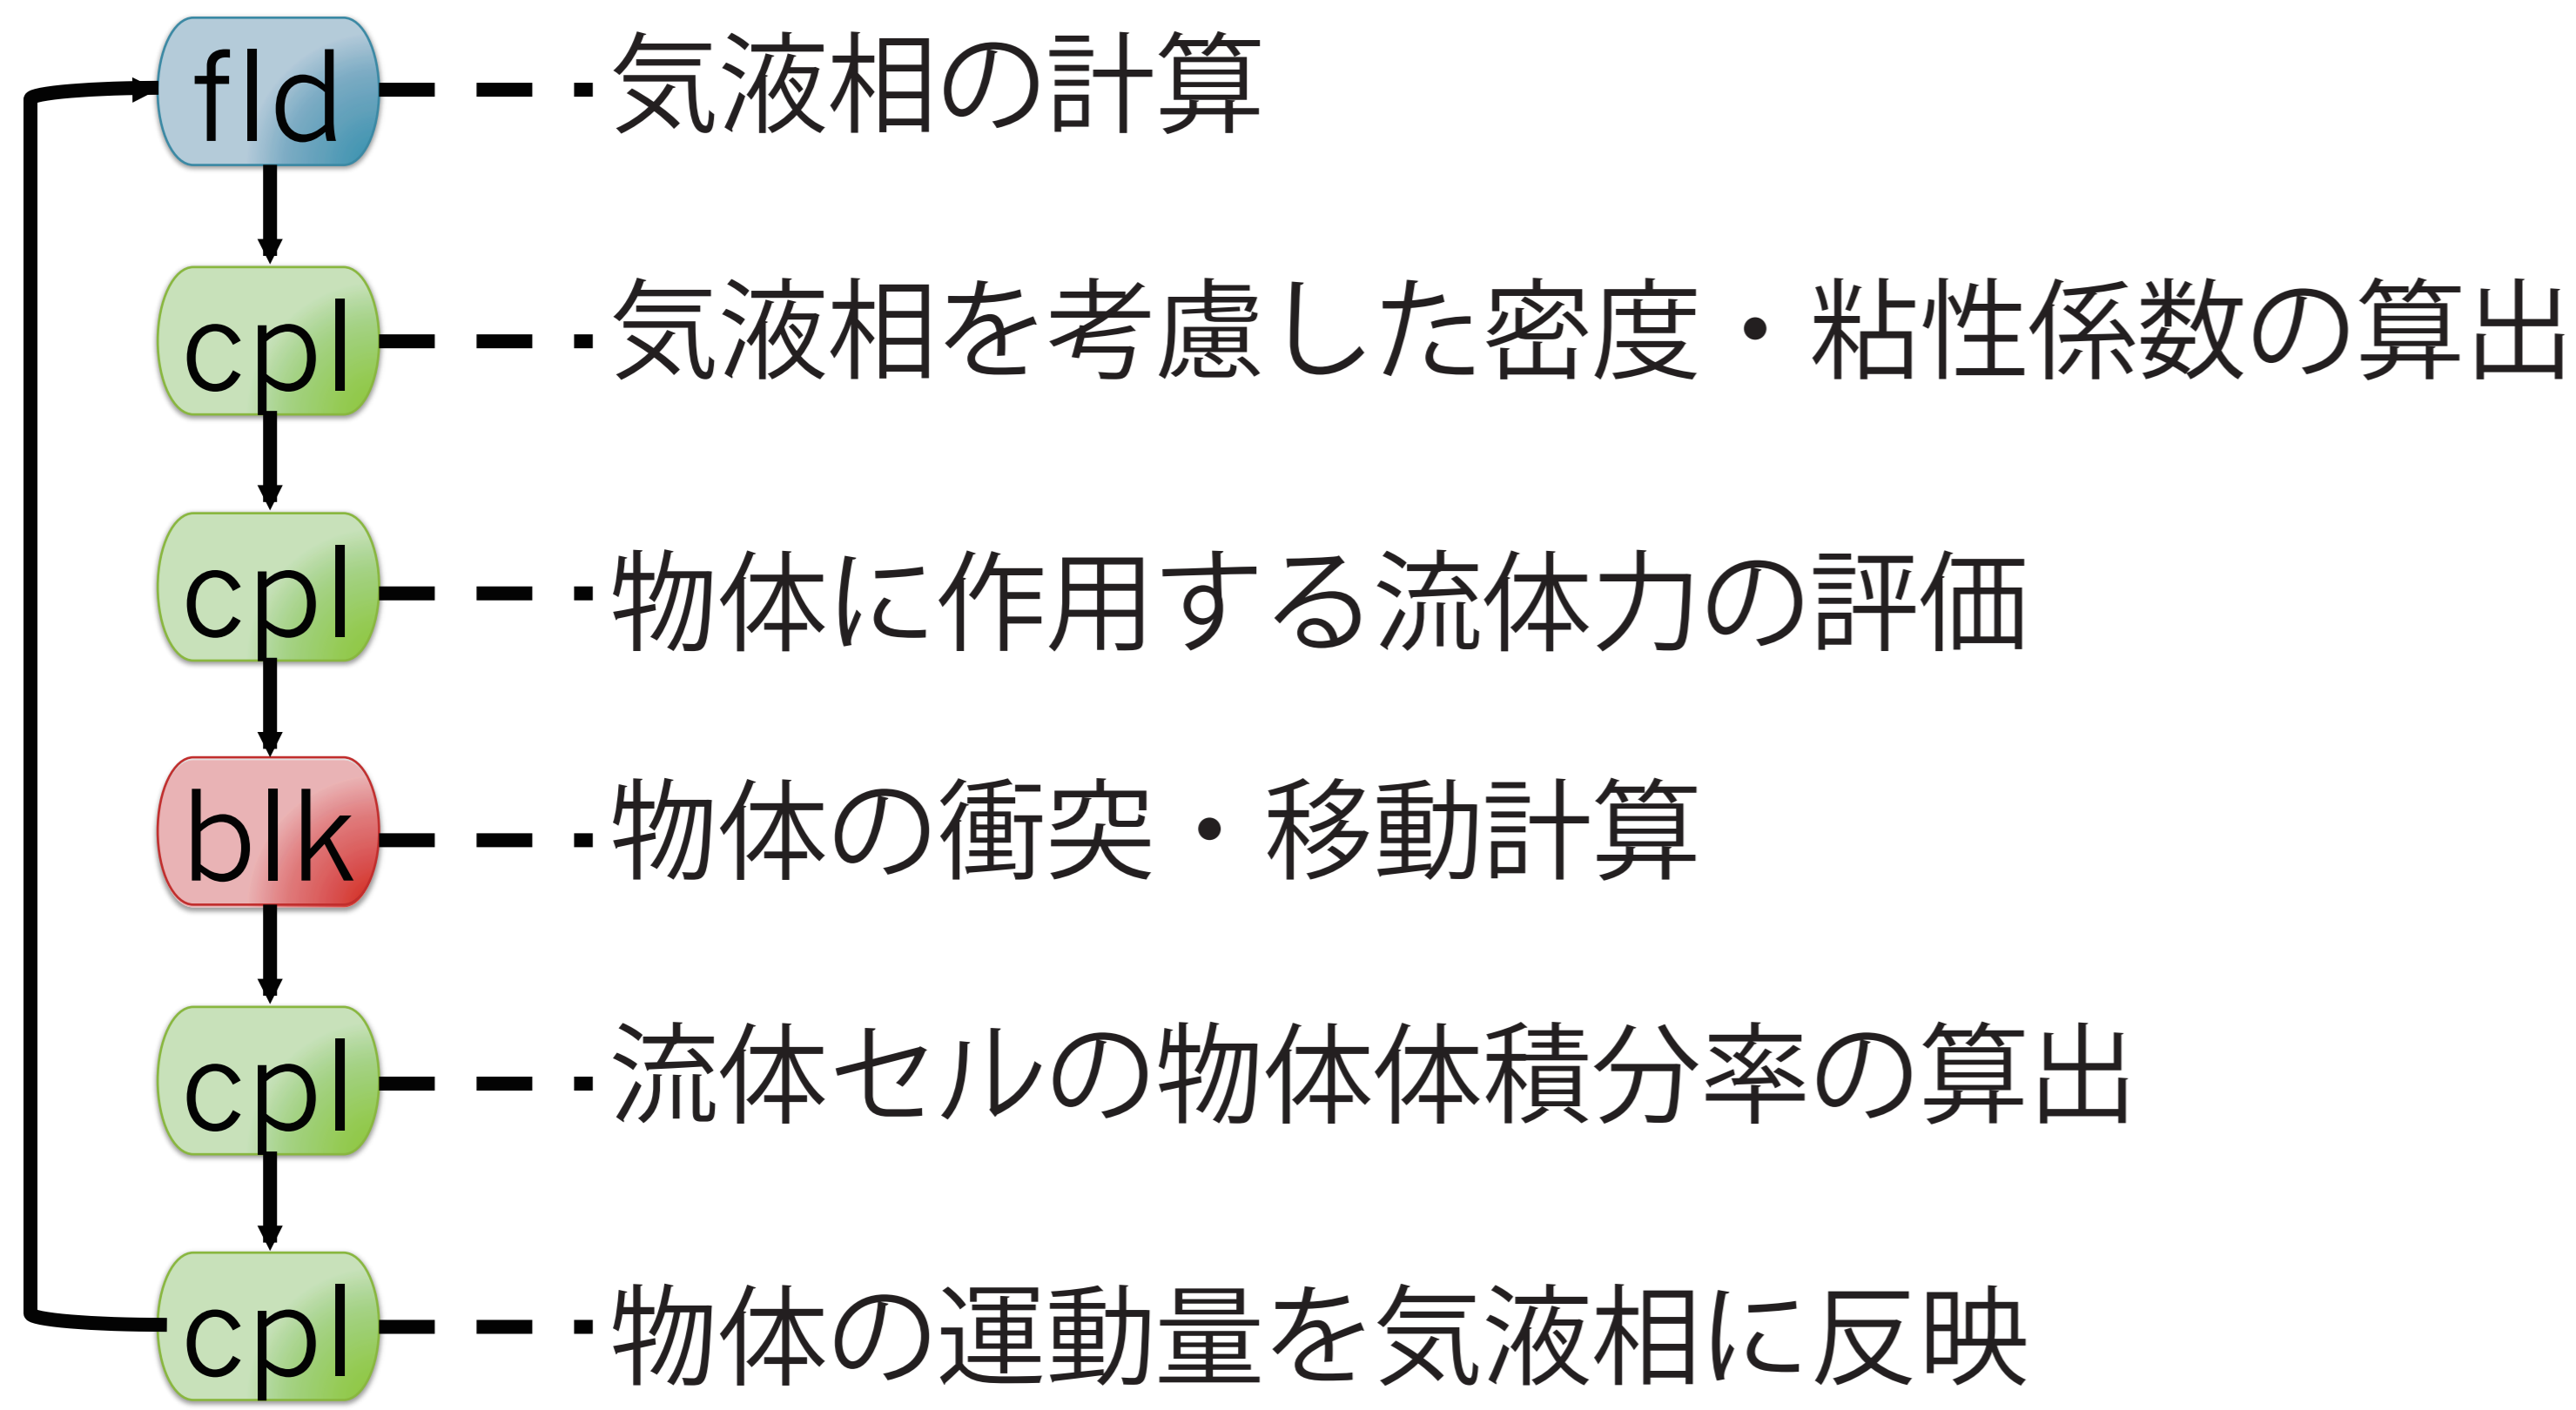 fld 気液相の計算
cpl 気液相を考慮した密度・粘性係数の算出
cpl 物体に作用する流体力の評価
blk 物体の衝突・移動計算
cpl 流体セルの物体体積分率の算出
cpl 物体の運動量を気液相に反映